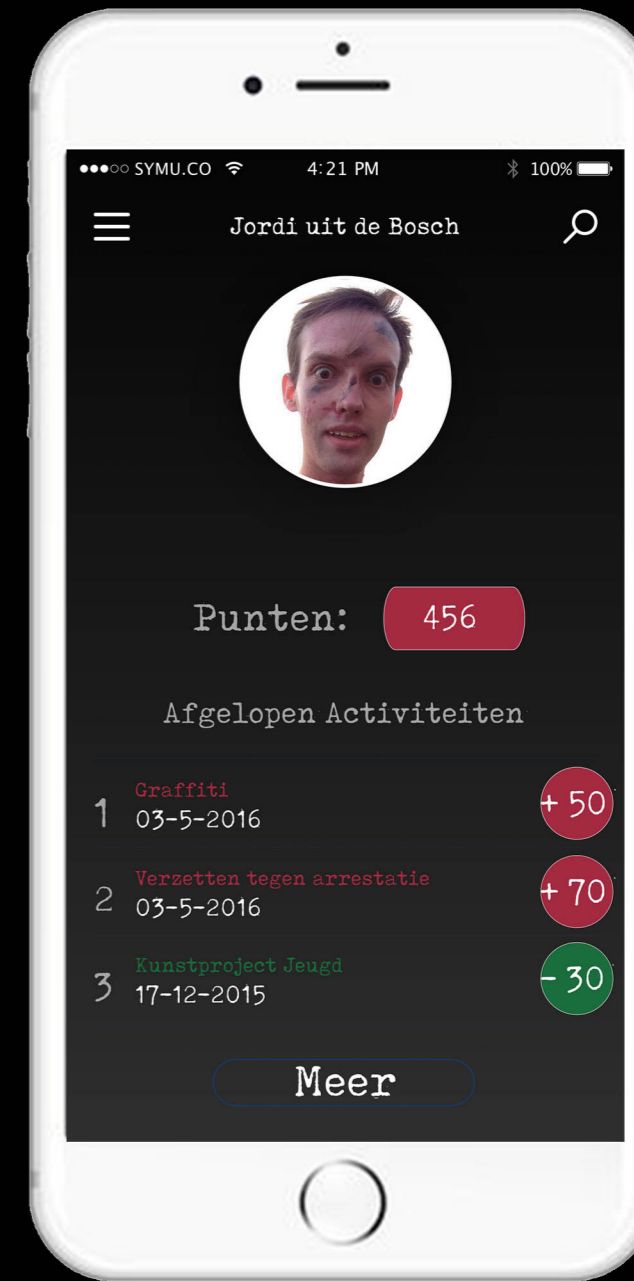 SYMU.CO 4:21 PM 100%
Jordi uit de Bosch
Punten: 456
Afgelopen Activiteiten
1 Graffiti + 50
03-5-2016
2 Verzetten tegen arrestatie + 70
03-5-2016
3 Kunstproject Jeugd - 30
17-12-2015
Meer